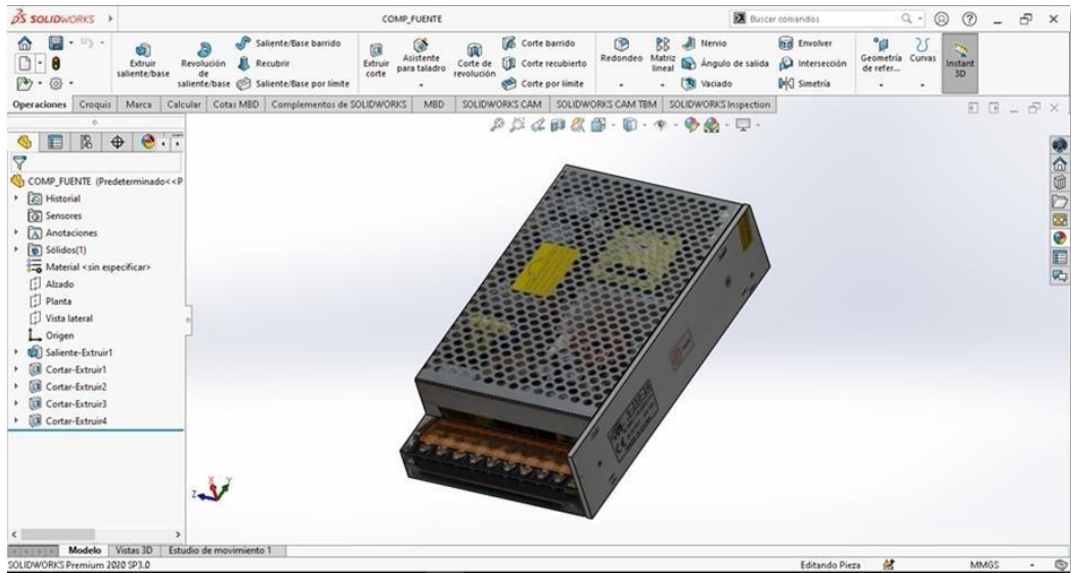 SOLIDWORKS
COMP_FUENTE
Buscar comandos
Extruir saliente/base
Revolución de saliente/base
Saliente/Base barrido
Recubrir
Saliente/Base por límite
Extruir corte
Asistente para taladro
Corte de revolución
Corte barrido
Corte recubierto
Corte por límite
Redondeo
Matriz lineal
Nervio
Ángulo de salida
Vaciado
Envolver
Intersección
Simetría
Geometría de refer...
Curvas
Instant 3D
Operaciones Croquis Marca Calcular Cotas MBD Complementos de SOLIDWORKS MBD SOLIDWORKS CAM SOLIDWORKS CAM TBM SOLIDWORKS Inspection
COMP_FUENTE (Predeterminado<<P
Historial
Sensores
Anotaciones
Sólidos(1)
Material <sin especificar>
Alzado
Planta
Vista lateral
Origen
Saliente-Extruir1
Cortar-Extruir1
Cortar-Extruir2
Cortar-Extruir3
Cortar-Extruir4
Z
X
Y
Modelo Vistas 3D Estudio de movimiento 1
SOLIDWORKS Premium 2020 SP3.0
Editando Pieza
MMGS